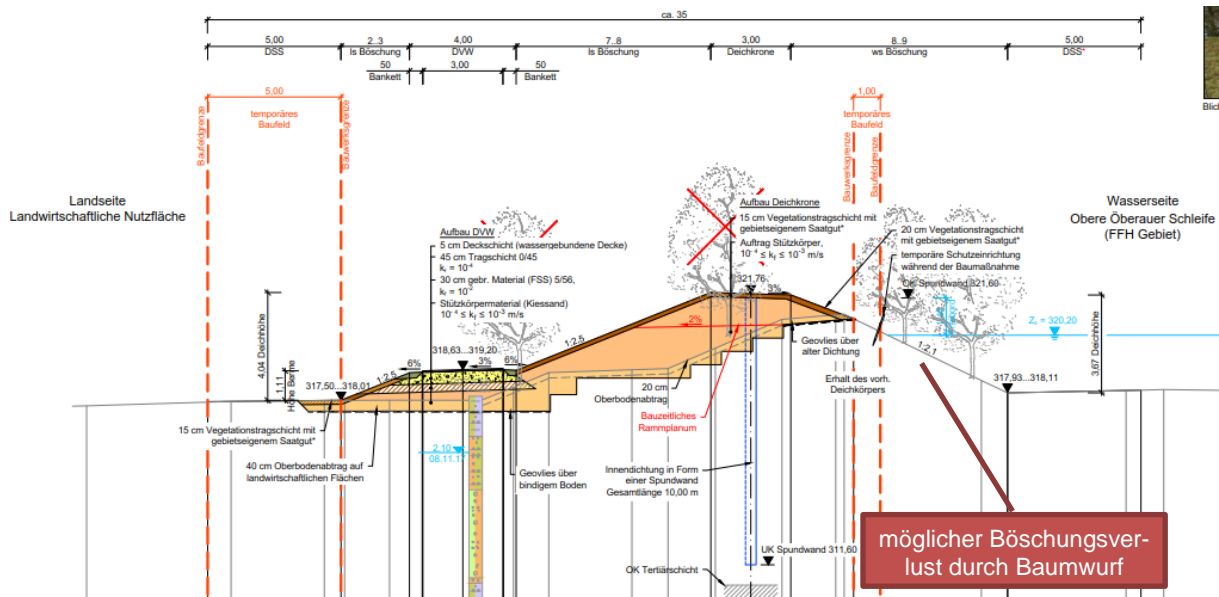 ca. 35
5,00
2..3
4,00
7..8
3,00
8..9
5,00
DSS
ls Böschung
DVW
ls Böschung
Deichkrone
ws Böschung
DSS*
50
3,00
50
Bankett
Bankett
Blic
5,00
temporäres
Baufeld
1,00
temporäres
Baufeld
Baufeldgrenze
Bauwerksgrenze
Bauwerksgrenze
Baufeldgrenze
Landseite
Landwirtschaftliche Nutzfläche
Wasserseite
Obere Öberauer Schleife
(FFH Gebiet)
Aufbau DVW
5 cm Deckschicht (wassergebundene Decke)
45 cm Tragschicht 0/45
30 cm gebr. Material (FSS) 5/56,
Stützkörpermaterial (Kiessand)
10⁻⁴ ≤ kf ≤ 10⁻³ m/s
Aufbau Deichkrone
15 cm Vegetationstragschicht mit
gebietseigenem Saatgut*
Auftrag Stützkörper,
10⁻⁴ ≤ kf ≤ 10⁻³ m/s
20 cm Vegetationstragschicht
mit gebietseigenem Saatgut*
temporäre Schutzeinrichtung
während der Baumaßnahme
OK Spundwand 321,60
321,76
3%
Zs = 320,20
4,04 Deichhöhe
1,11
Höhe Berme
3,67 Deichhöhe
317,50...318,01
1:2,5
6%
318,63...319,20
3%
6%
1:2,5
2%
1:2,1
317,93...318,11
Geovlies über
alter Dichtung
Erhalt des vorh.
Deichkörpers
20 cm
Oberbodenabtrag
Bauzeitliches
Rammplanum
15 cm Vegetationstragschicht mit
gebietseigenem Saatgut*
40 cm Oberbodenabtrag auf
landwirtschaftlichen Flächen
2,10
Geovlies über
bindigem Boden
Innendichtung in Form
einer Spundwand
Gesamtlänge 10,00 m
UK Spundwand 311,60
OK Tertiärschicht
möglicher Böschungsver-
lust durch Baumwurf